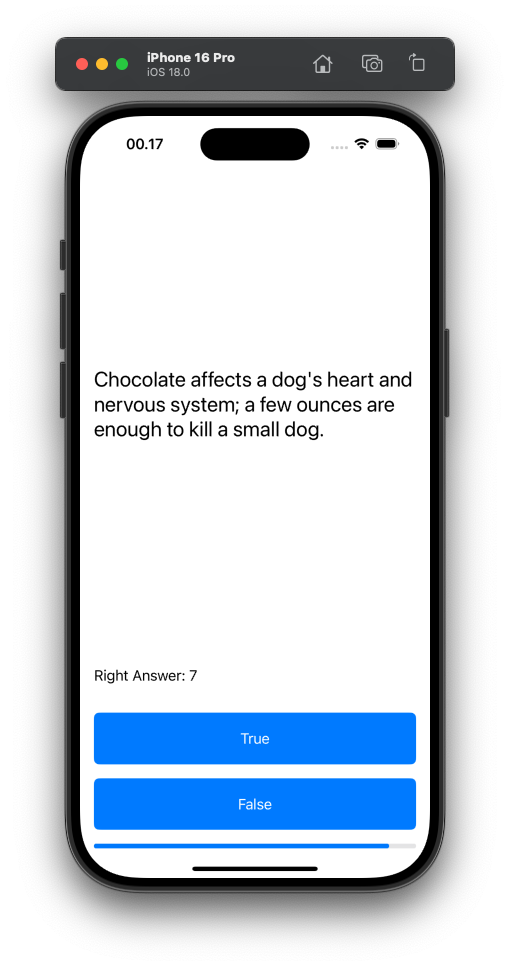 iPhone 16 Pro
iOS 18.0
00.17
Chocolate affects a dog's heart and
nervous system; a few ounces are
enough to kill a small dog.
Right Answer: 7
True
False